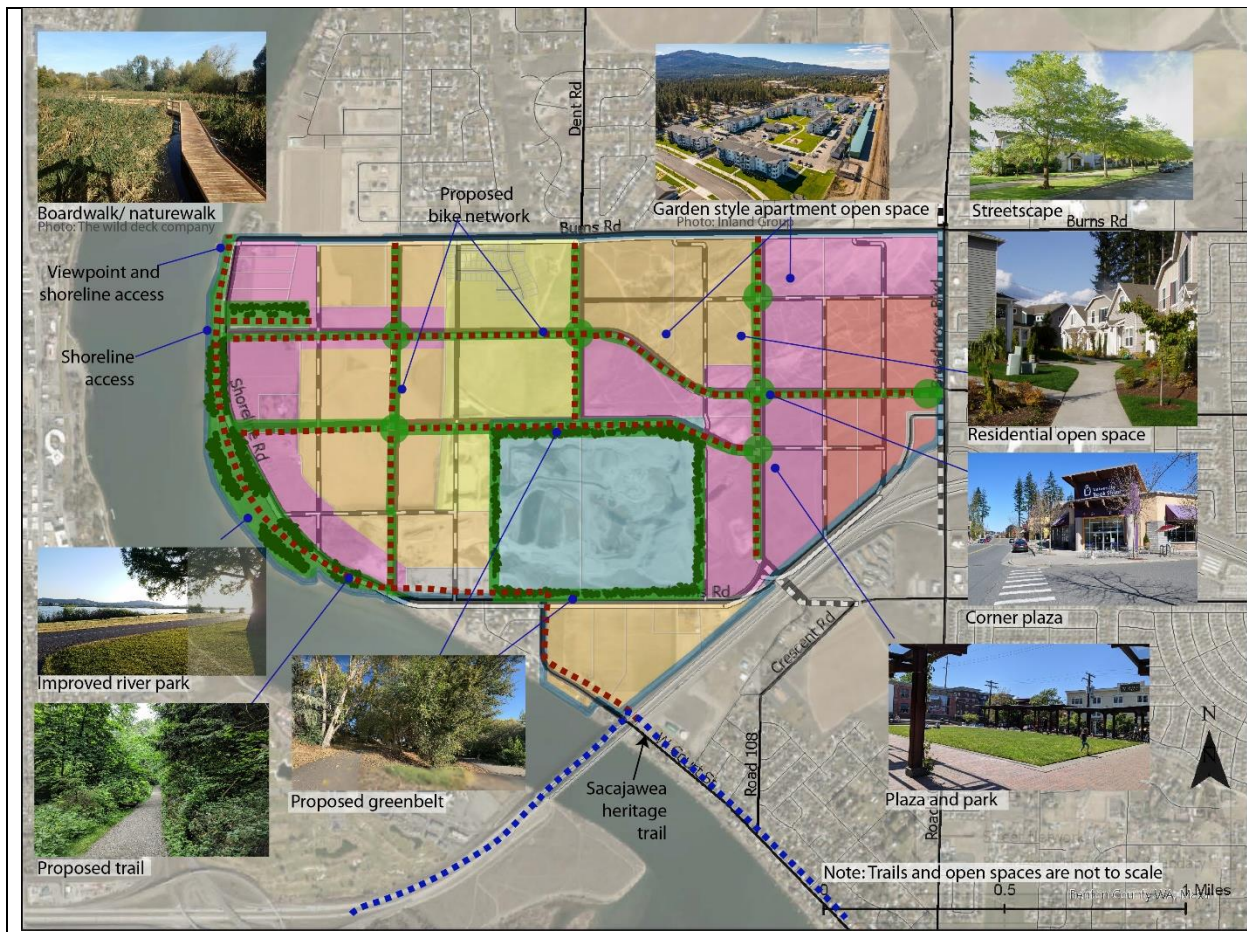 Boardwalk/ naturewalk
Photo: The wild deck company
Dent Rd
Proposed
bike network
Garden style apartment open space
Photo: Inland Group
Streetscape
Burns Rd
Burns Rd
Viewpoint and
shoreline access
Shoreline
access
Shoreline Rd
Residential open space
Corner plaza
Improved river park
Crescent Rd
Proposed greenbelt
Road 108
W Court St
Sacajawea
heritage
trail
Plaza and park
Proposed trail
N
Note: Trails and open spaces are not to scale
0
0.5
1 Miles